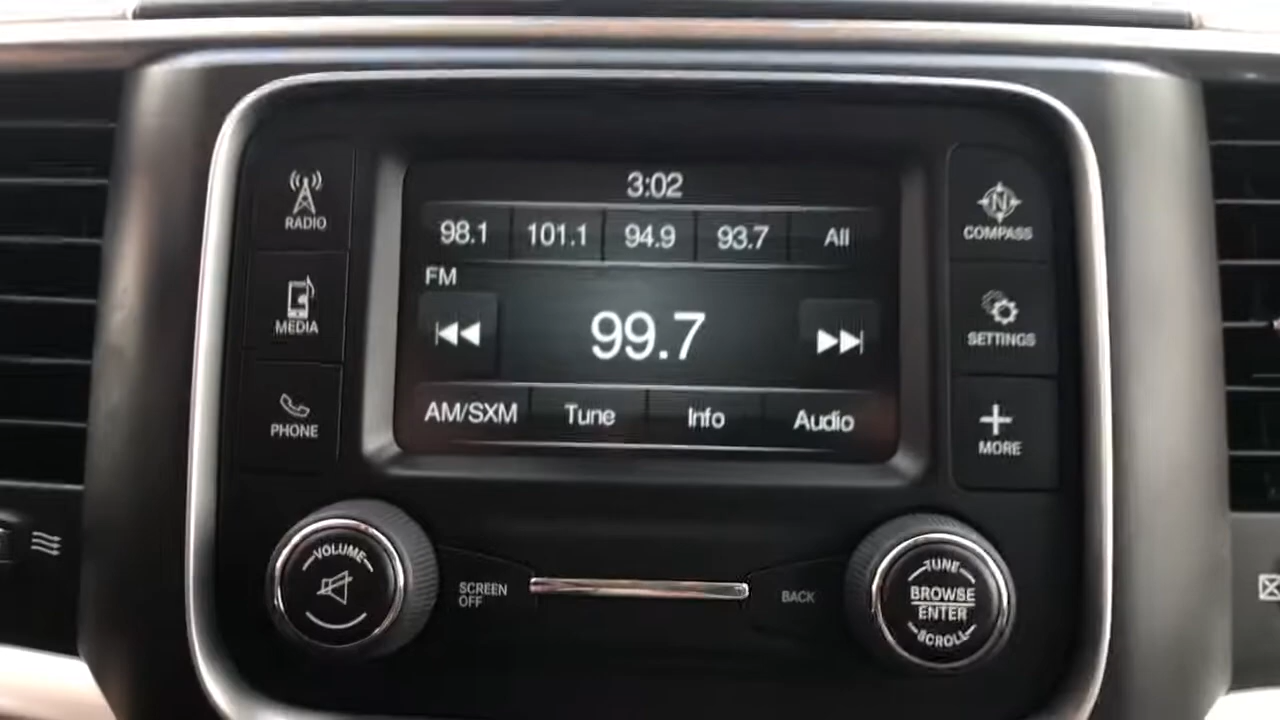 3:02
98.1 101.1 94.9 93.7 All
FM
99.7
AM/SXM Tune Info Audio
RADIO
MEDIA
PHONE
N
COMPASS
SETTINGS
MORE
VOLUME
SCREEN
OFF
BACK
TUNE
BROWSE
ENTER
SCROLL